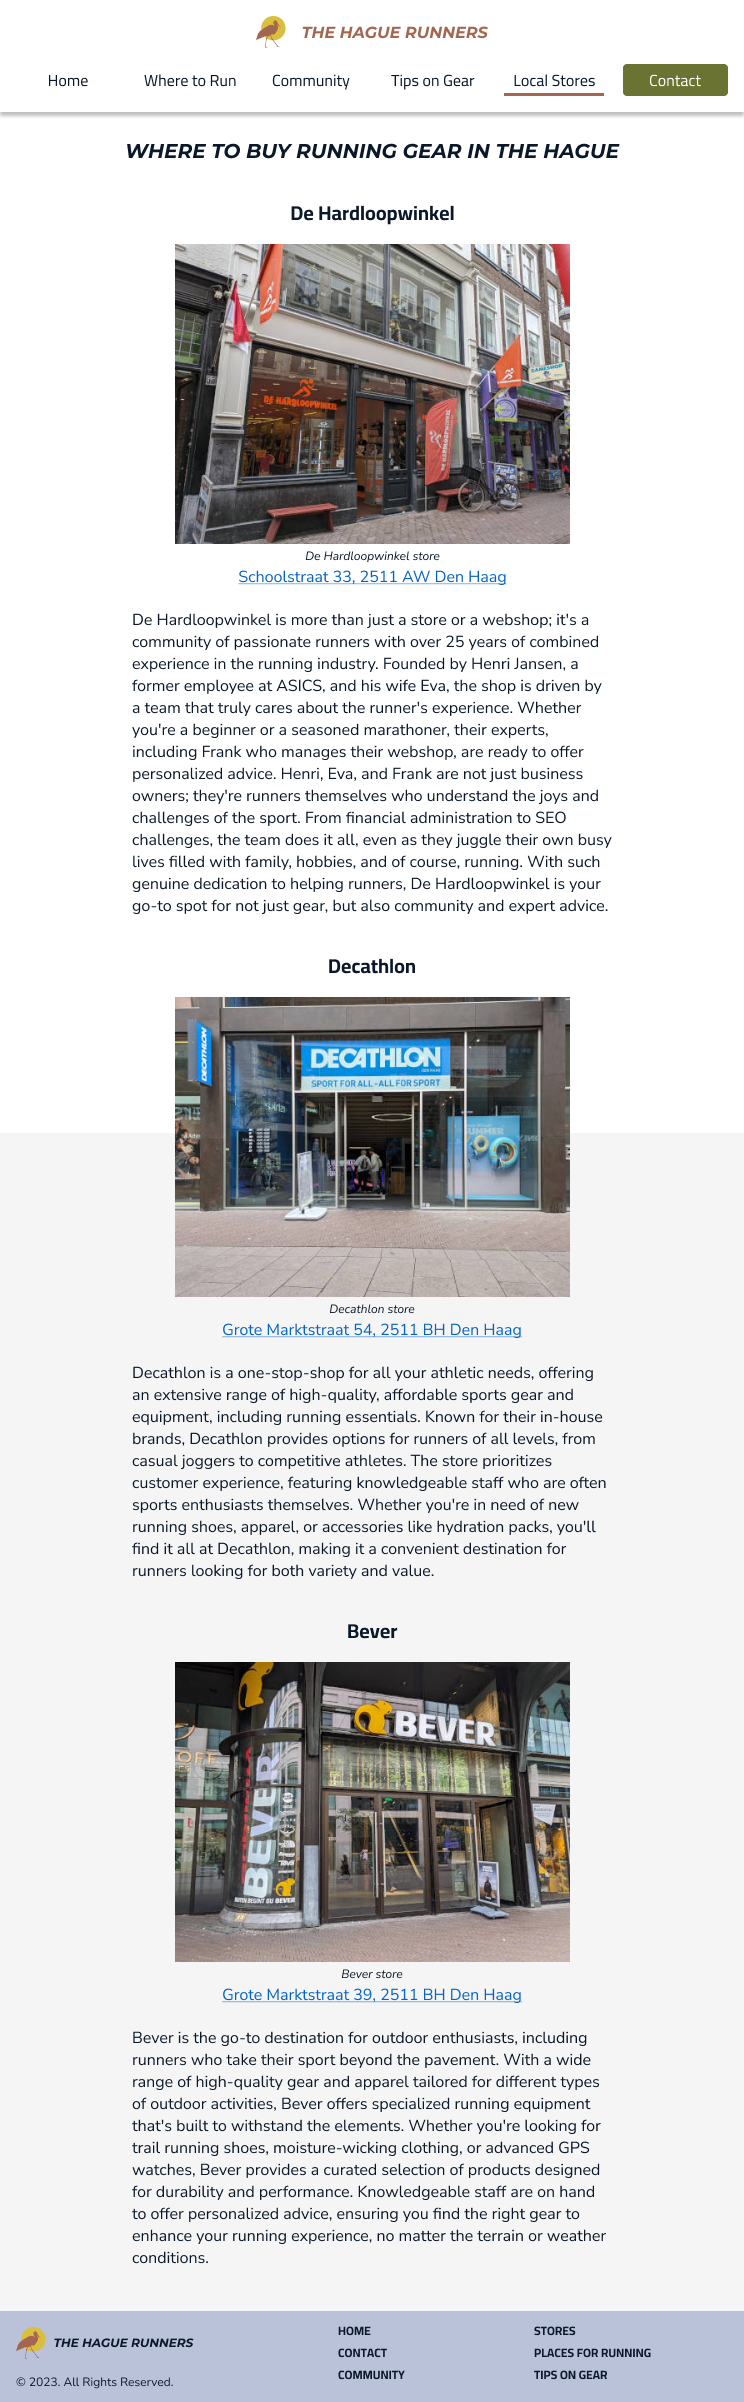 THE HAGUE RUNNERS
Home
Where to Run
Community
Tips on Gear
Local Stores
Contact
WHERE TO BUY RUNNING GEAR IN THE HAGUE
De Hardloopwinkel
DE HARDLOOPWINKEL
GAMESHOP
DE HARDLOOPWINKEL
Funko
De Hardloopwinkel store
Schoolstraat 33, 2511 AW Den Haag
De Hardloopwinkel is more than just a store or a webshop; it's a
community of passionate runners with over 25 years of combined
experience in the running industry. Founded by Henri Jansen, a
former employee at ASICS, and his wife Eva, the shop is driven by
a team that truly cares about the runner's experience. Whether
you're a beginner or a seasoned marathoner, their experts,
including Frank who manages their webshop, are ready to offer
personalized advice. Henri, Eva, and Frank are not just business
owners; they're runners themselves who understand the joys and
challenges of the sport. From financial administration to SEO
challenges, the team does it all, even as they juggle their own busy
lives filled with family, hobbies, and of course, running. With such
genuine dedication to helping runners, De Hardloopwinkel is your
go-to spot for not just gear, but also community and expert advice.
Decathlon
DECATHLON
DECATHLON
SPORT FOR ALL - ALL FOR SPORT
SUMMER
Decathlon store
Grote Marktstraat 54, 2511 BH Den Haag
Decathlon is a one-stop-shop for all your athletic needs, offering
an extensive range of high-quality, affordable sports gear and
equipment, including running essentials. Known for their in-house
brands, Decathlon provides options for runners of all levels, from
casual joggers to competitive athletes. The store prioritizes
customer experience, featuring knowledgeable staff who are often
sports enthusiasts themselves. Whether you're in need of new
running shoes, apparel, or accessories like hydration packs, you'll
find it all at Decathlon, making it a convenient destination for
runners looking for both variety and value.
Bever
BEVER
OFF
BEVER
BUITEN BEGINT BIJ BEVER
Bever store
Grote Marktstraat 39, 2511 BH Den Haag
Bever is the go-to destination for outdoor enthusiasts, including
runners who take their sport beyond the pavement. With a wide
range of high-quality gear and apparel tailored for different types
of outdoor activities, Bever offers specialized running equipment
that's built to withstand the elements. Whether you're looking for
trail running shoes, moisture-wicking clothing, or advanced GPS
watches, Bever provides a curated selection of products designed
for durability and performance. Knowledgeable staff are on hand
to offer personalized advice, ensuring you find the right gear to
enhance your running experience, no matter the terrain or weather
conditions.
THE HAGUE RUNNERS
© 2023. All Rights Reserved.
HOME
CONTACT
COMMUNITY
STORES
PLACES FOR RUNNING
TIPS ON GEAR